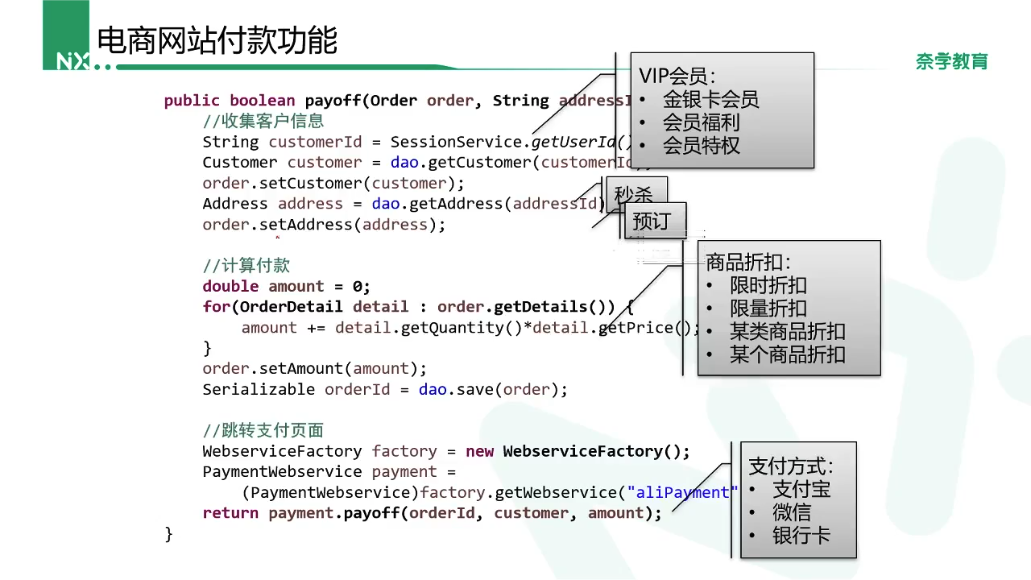 电商网站付款功能
NiX
奈学教育
public boolean payoff(Order order, String addressI
//收集客户信息
String customerId = SessionService.getUserId()
Customer customer = dao.getCustomer(customerId);
order.setCustomer(customer);
Address address = dao.getAddress(addressId)
order.setAddress(address);
//计算付款
double amount = 0;
for(OrderDetail detail : order.getDetails()) {
amount += detail.getQuantity()*detail.getPrice();
}
order.setAmount(amount);
Serializable orderId = dao.save(order);
//跳转支付页面
WebserviceFactory factory = new WebserviceFactory();
PaymentWebservice payment =
(PaymentWebservice)factory.getWebservice("aliPayment"
return payment.payoff(orderId, customer, amount);
}
VIP会员：
• 金银卡会员
• 会员福利
• 会员特权
秒杀
预订
商品折扣：
• 限时折扣
• 限量折扣
• 某类商品折扣
• 某个商品折扣
支付方式：
• 支付宝
• 微信
• 银行卡